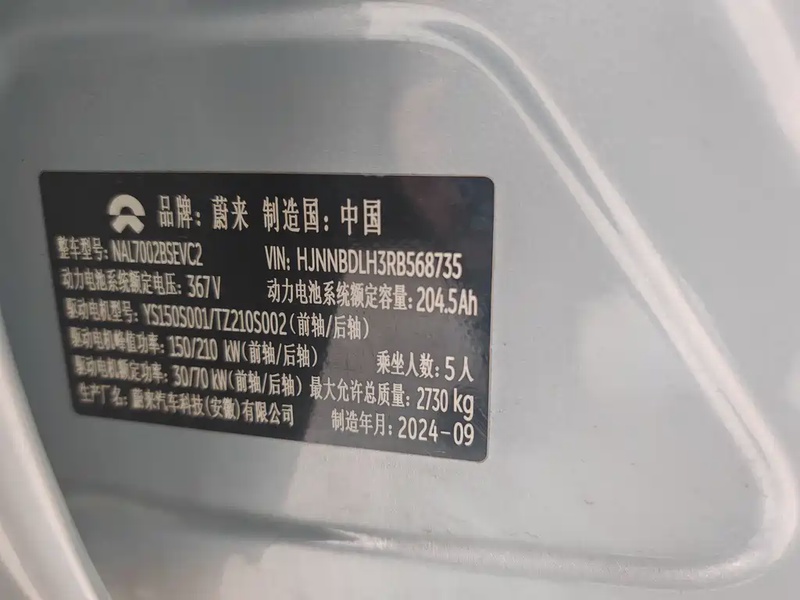 品牌：蔚来 制造国：中国
整车型号：NAL7002BSEVC2 VIN: HJNNBDLH3RB568735
动力电池系统额定电压：367V 动力电池系统额定容量：204.5Ah
驱动电机型号：YS150S001/TZ210S002(前轴/后轴)
驱动电机峰值功率：150/210 kW(前轴/后轴) 乘坐人数：5人
驱动电机额定功率：30/70 kW(前轴/后轴) 最大允许总质量：2730 kg
生产厂名：蔚来汽车科技(安徽)有限公司 制造年月：2024-09